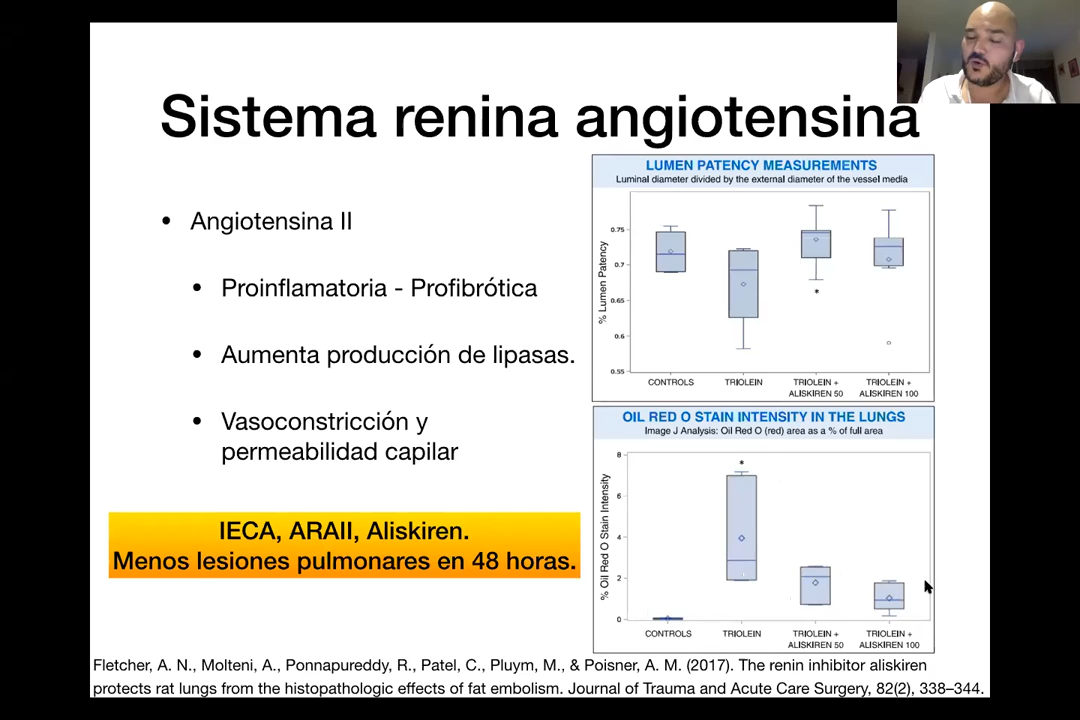 Sistema renina angiotensina
• Angiotensina II
• Proinflamatoria - Profibrótica
• Aumenta producción de lipasas.
• Vasoconstricción y
permeabilidad capilar
IECA, ARAII, Aliskiren.
Menos lesiones pulmonares en 48 horas.
LUMEN PATENCY MEASUREMENTS
Luminal diameter divided by the external diameter of the vessel media
% Lumen Patency
0.75
0.7
0.65
0.6
0.55
*
CONTROLS
TRIOLEIN
TRIOLEIN +
ALISKIREN 50
TRIOLEIN +
ALISKIREN 100
OIL RED O STAIN INTENSITY IN THE LUNGS
Image J Analysis: Oil Red O (red) area as a % of full area
% Oil Red O Stain Intensity
8
6
4
2
0
*
CONTROLS
TRIOLEIN
TRIOLEIN +
ALISKIREN 50
TRIOLEIN +
ALISKIREN 100
Fletcher, A. N., Molteni, A., Ponnapureddy, R., Patel, C., Pluym, M., & Poisner, A. M. (2017). The renin inhibitor aliskiren
protects rat lungs from the histopathologic effects of fat embolism. Journal of Trauma and Acute Care Surgery, 82(2), 338–344.